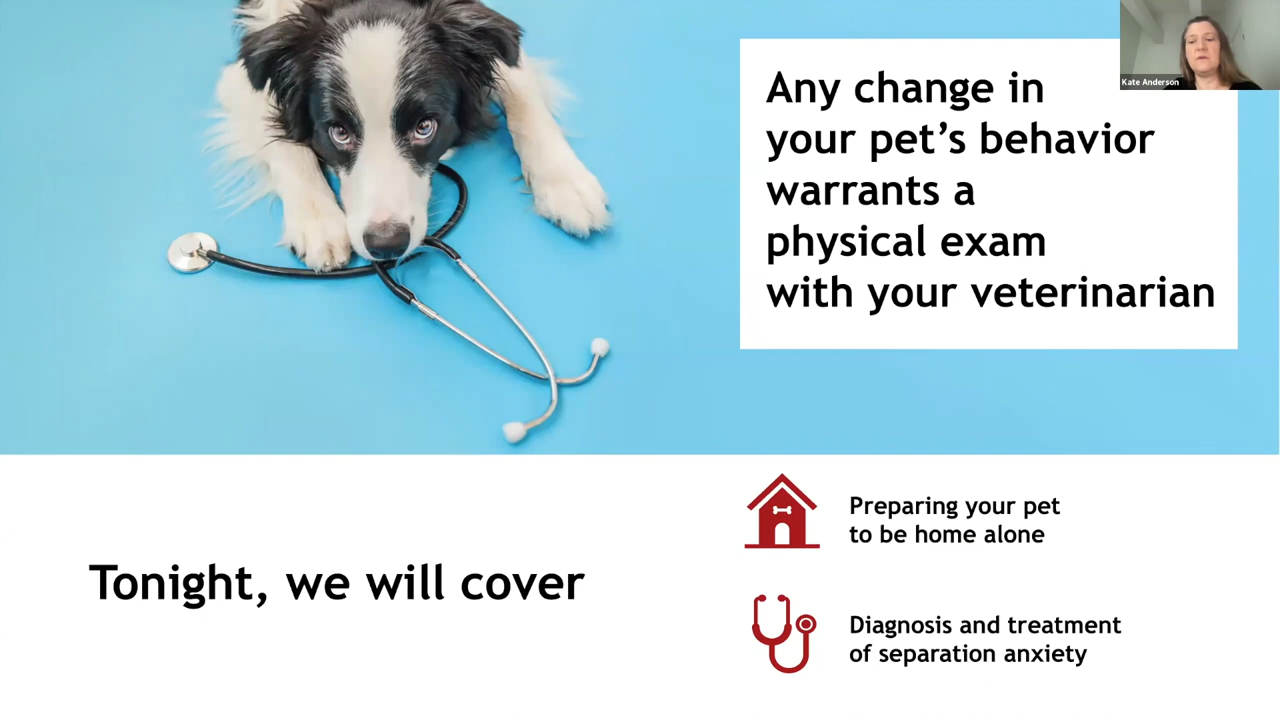 Any change in
your pet’s behavior
warrants a
physical exam
with your veterinarian
Kate Anderson
Tonight, we will cover
Preparing your pet
to be home alone
Diagnosis and treatment
of separation anxiety